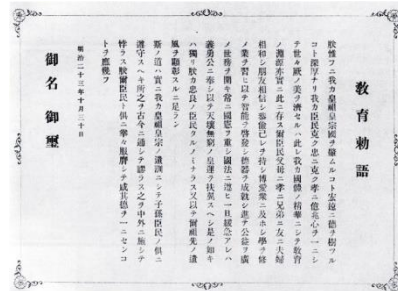 敎育勅語
朕惟フニ我カ皇祖皇宗國ヲ肇ムルコト宏遠ニ德ヲ樹ツル
コト深厚ナリ我カ臣民克ク忠ニ克ク孝ニ億兆心ヲ一ニシ
テ世々厥ノ美ヲ濟セルハ此レ我カ國體ノ精華ニシテ敎育
ノ淵源亦實ニ此ニ存ス爾臣民父母ニ孝ニ兄弟ニ友ニ夫婦
相和シ朋友相信シ恭儉己レヲ持シ博愛衆ニ及ホシ學ヲ修
メ業ヲ習ヒ以テ智能ヲ啓發シ德器ヲ成就シ進テ公益ヲ廣
メ世務ヲ開キ常ニ國憲ヲ重シ國法ニ遵ヒ一旦緩急アレハ
義勇公ニ奉シ以テ天壤無窮ノ皇運ヲ扶翼スヘシ是ノ如キ
ハ獨リ朕カ忠良ノ臣民タルノミナラス又以テ爾祖先ノ遺
風ヲ顯彰スルニ足ラン
斯ノ道ハ實ニ我カ皇祖皇宗ノ遺訓ニシテ子孫臣民ノ俱ニ
遵守スヘキ所之ヲ古今ニ通シテ謬ラス之ヲ中外ニ施シテ
悖ラス朕爾臣民ト俱ニ拳々服膺シテ咸其德ヲ一ニセンコ
トヲ庶幾フ
明治二十三年十月三十日
御名御璽